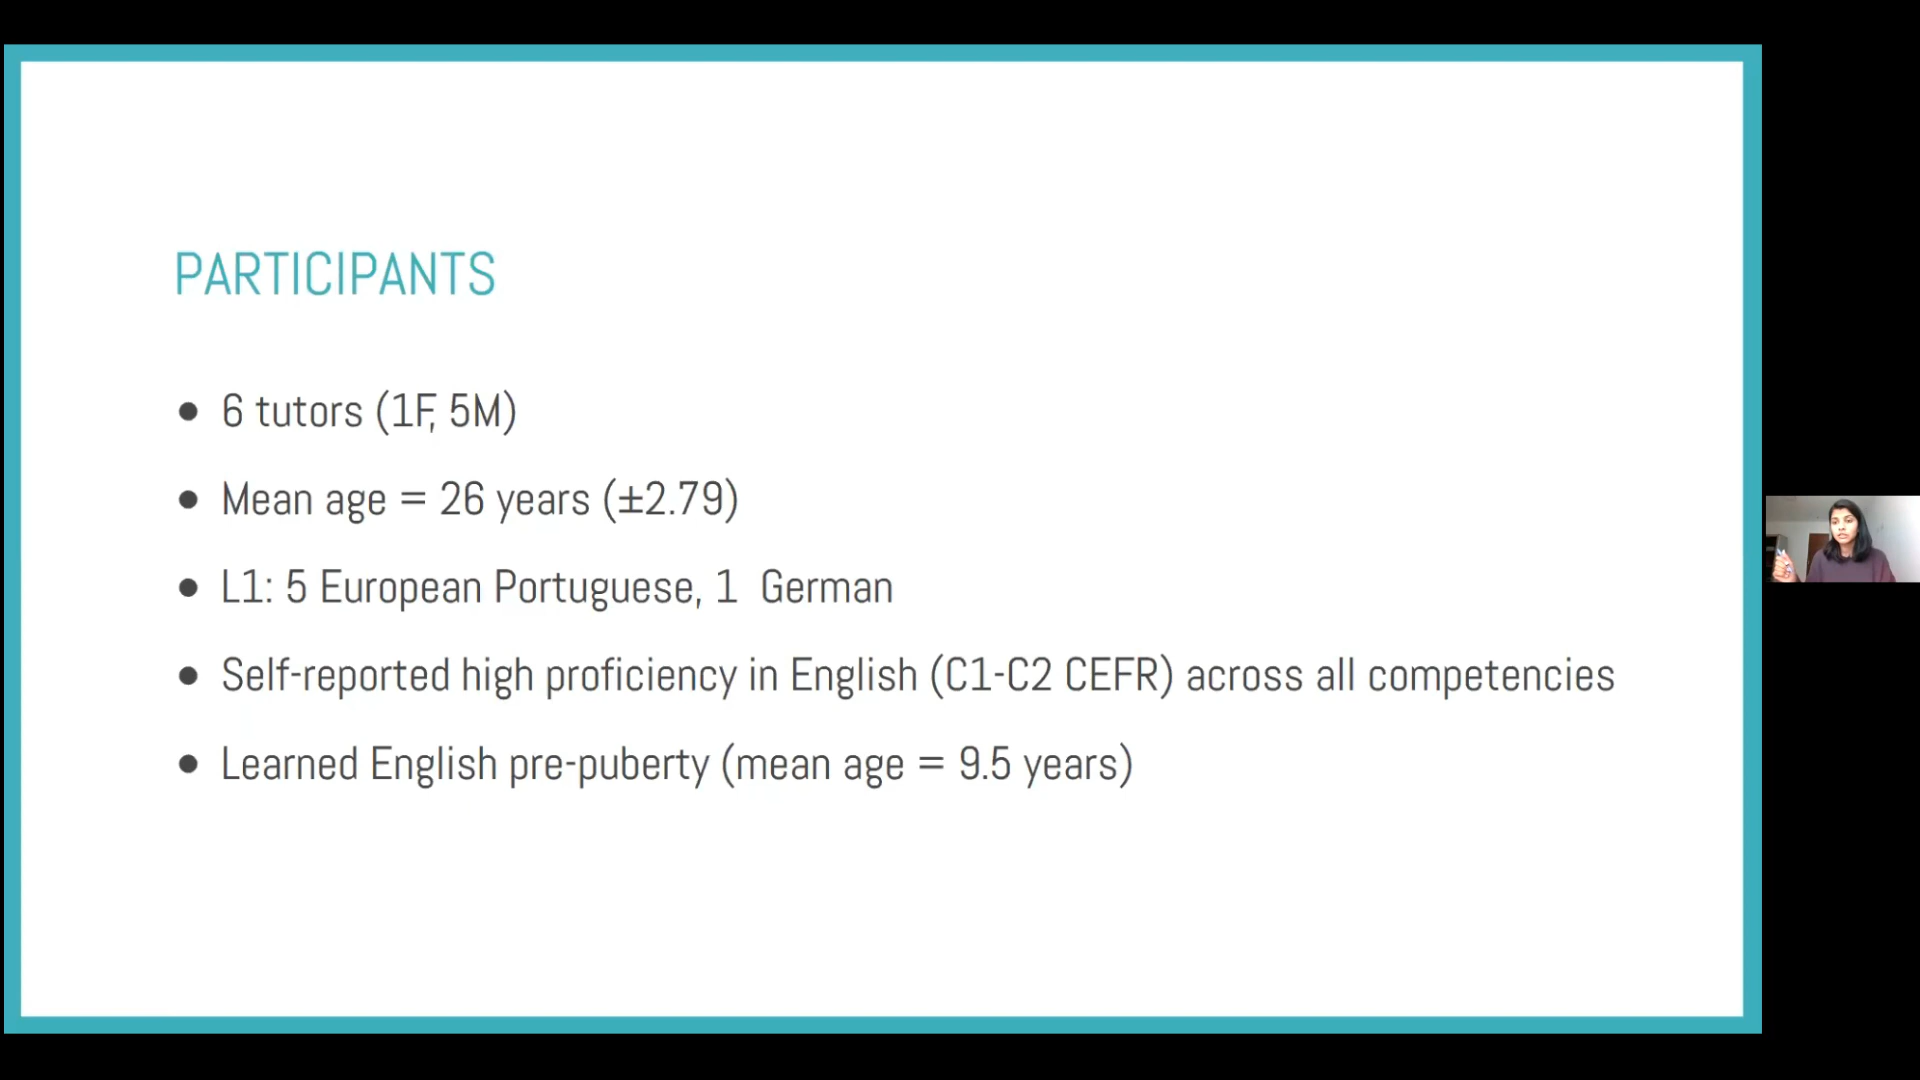 PARTICIPANTS
● 6 tutors (1F, 5M)
● Mean age = 26 years (±2.79)
● L1: 5 European Portuguese, 1  German
● Self-reported high proficiency in English (C1-C2 CEFR) across all competencies
● Learned English pre-puberty (mean age = 9.5 years)